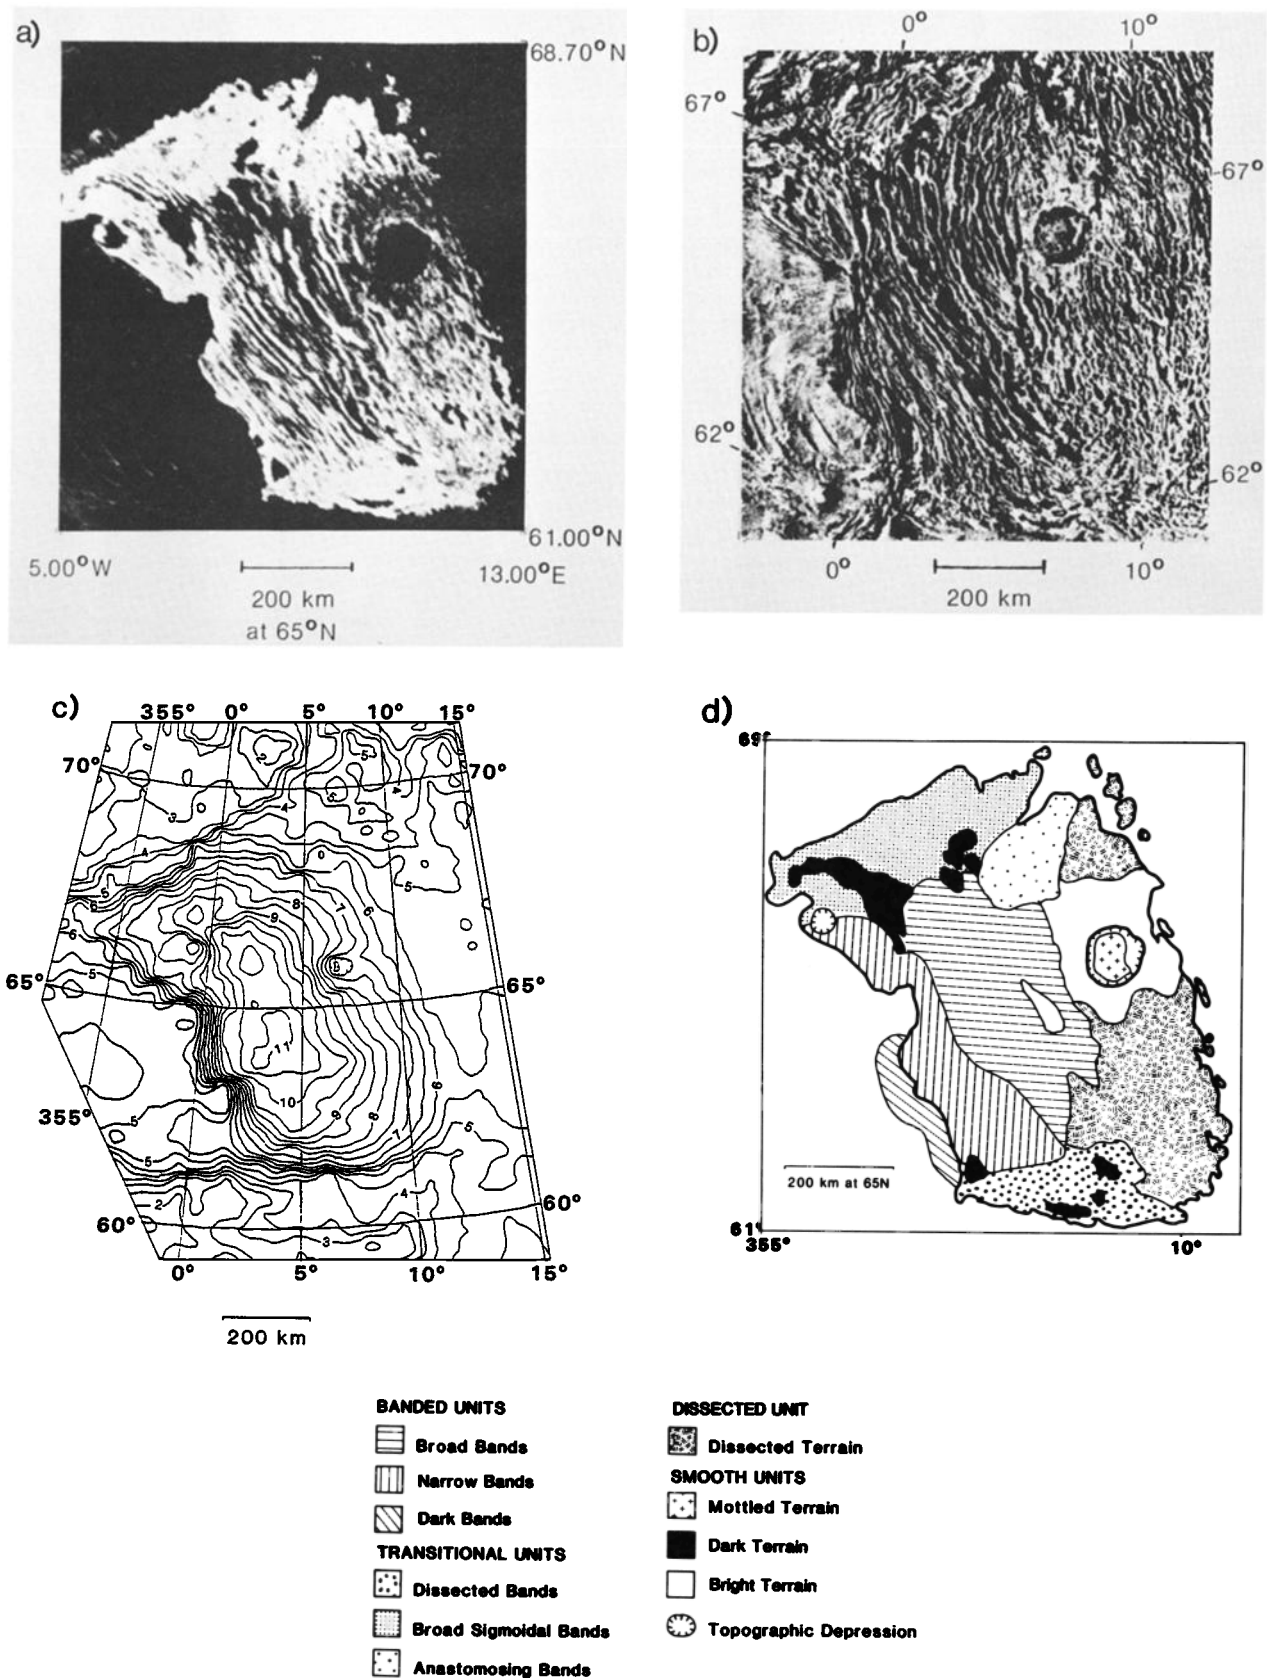 a)
68.70°N
61.00°N
5.00°W
13.00°E
200 km
at 65°N
b)
0° 10°
67°
67°
62°
62°
0° 10°
200 km
c)
355° 0° 5° 10° 15°
70° 70°
65° 65°
355°
60° 60°
0° 5° 10° 15°
200 km
d)
69°
200 km at 65N
61°
355° 10°
BANDED UNITS
Broad Bands
Narrow Bands
Dark Bands
TRANSITIONAL UNITS
Dissected Bands
Broad Sigmoidal Bands
Anastomosing Bands
DISSECTED UNIT
Dissected Terrain
SMOOTH UNITS
Mottled Terrain
Dark Terrain
Bright Terrain
Topographic Depression